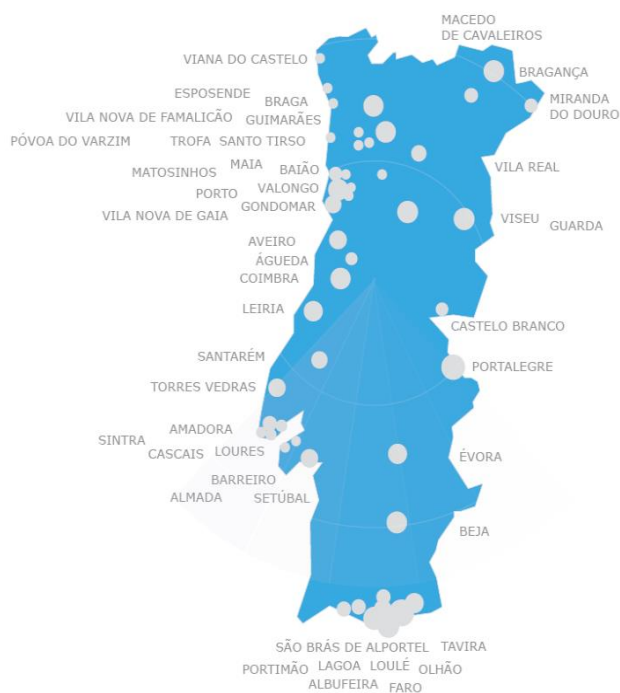 MACEDO
DE CAVALEIROS
VIANA DO CASTELO
BRAGANÇA
ESPOSENDE
BRAGA
MIRANDA
DO DOURO
VILA NOVA DE FAMALICÃO
GUIMARÃES
PÓVOA DO VARZIM
TROFA
SANTO TIRSO
MAIA
VILA REAL
MATOSINHOS
BAIÃO
PORTO
VALONGO
VILA NOVA DE GAIA
GONDOMAR
VISEU
GUARDA
AVEIRO
ÁGUEDA
COIMBRA
LEIRIA
CASTELO BRANCO
SANTARÉM
PORTALEGRE
TORRES VEDRAS
AMADORA
SINTRA
CASCAIS
LOURES
ÉVORA
BARREIRO
ALMADA
SETÚBAL
BEJA
SÃO BRÁS DE ALPORTEL
TAVIRA
PORTIMÃO
LAGOA
LOULÉ
OLHÃO
ALBUFEIRA
FARO